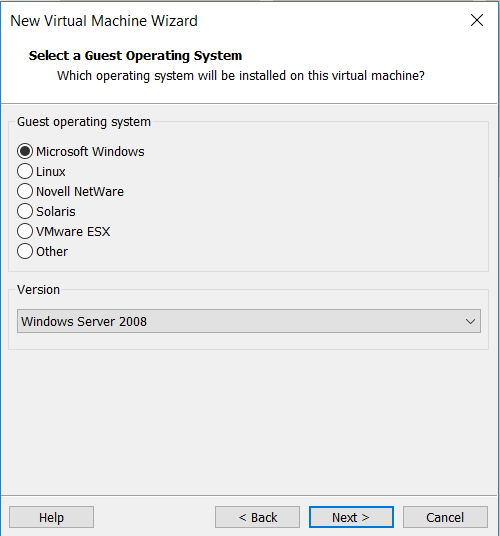 New Virtual Machine Wizard
Select a Guest Operating System
Which operating system will be installed on this virtual machine?
Guest operating system
Microsoft Windows
Linux
Novell NetWare
Solaris
VMware ESX
Other
Version
Windows Server 2008
Help
< Back
Next >
Cancel